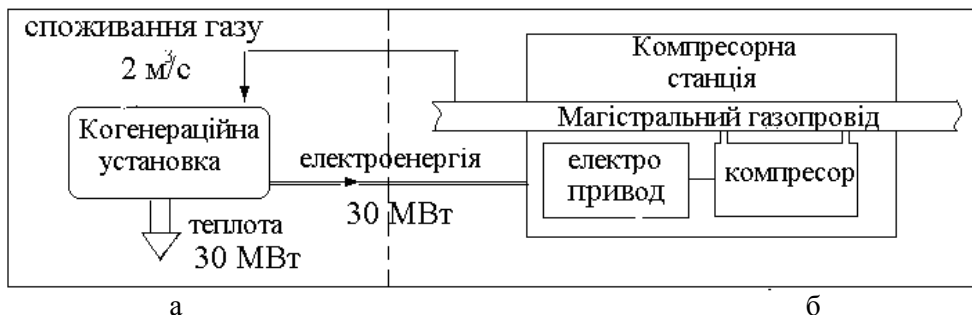 споживання газу
2 м³/с
Когенераційна
установка
електроенергія
30 МВт
теплота
30 МВт
Компресорна
станція
Магістральний газопровід
електро
привод
компресор
а
б